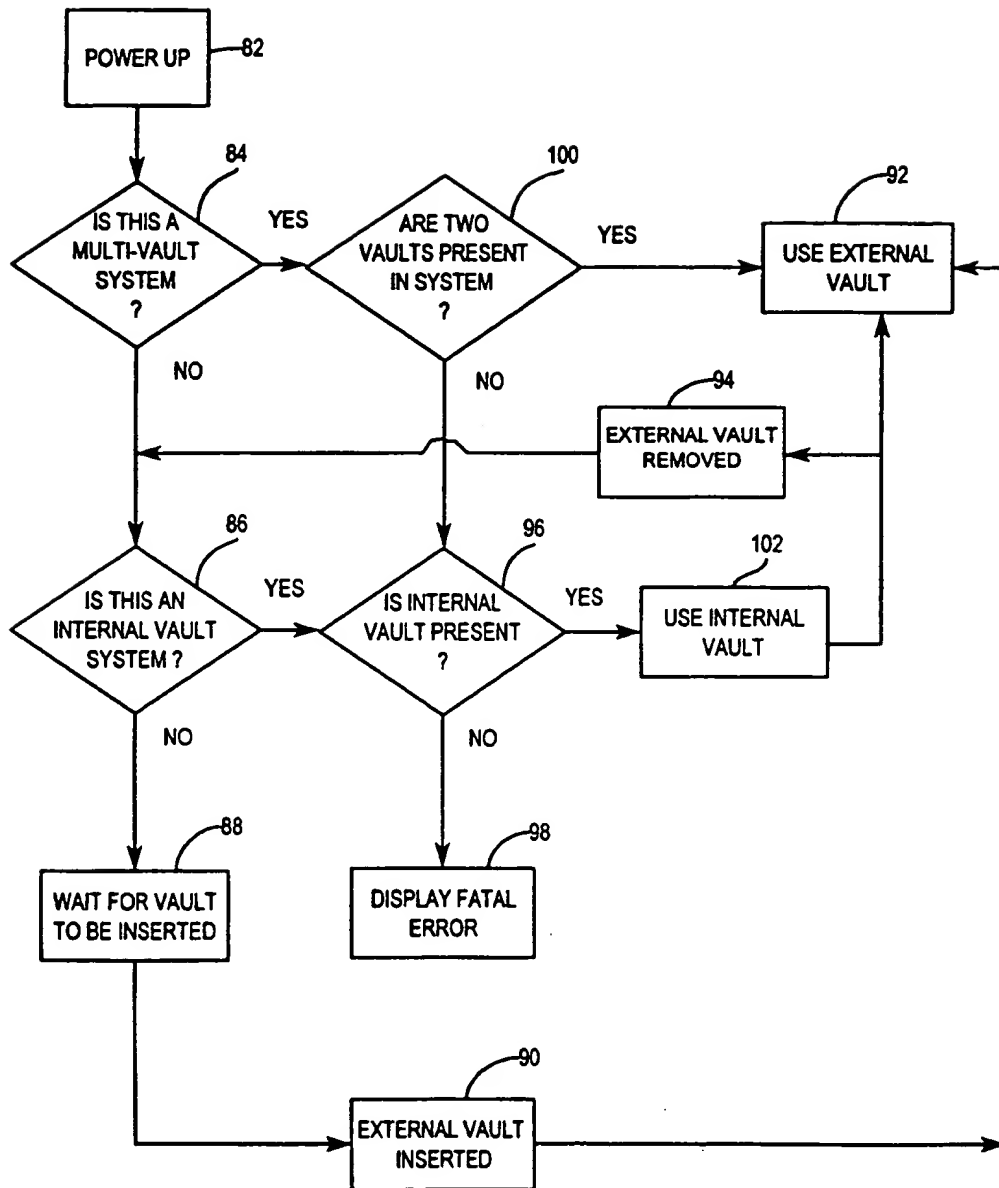 POWER UP
82
84
IS THIS A
MULTI-VAULT
SYSTEM
?
YES
NO
100
ARE TWO
VAULTS PRESENT
IN SYSTEM
?
YES
NO
92
USE EXTERNAL
VAULT
94
EXTERNAL VAULT
REMOVED
86
IS THIS AN
INTERNAL VAULT
SYSTEM ?
YES
NO
96
IS INTERNAL
VAULT PRESENT
?
YES
NO
102
USE INTERNAL
VAULT
88
WAIT FOR VAULT
TO BE INSERTED
98
DISPLAY FATAL
ERROR
90
EXTERNAL VAULT
INSERTED